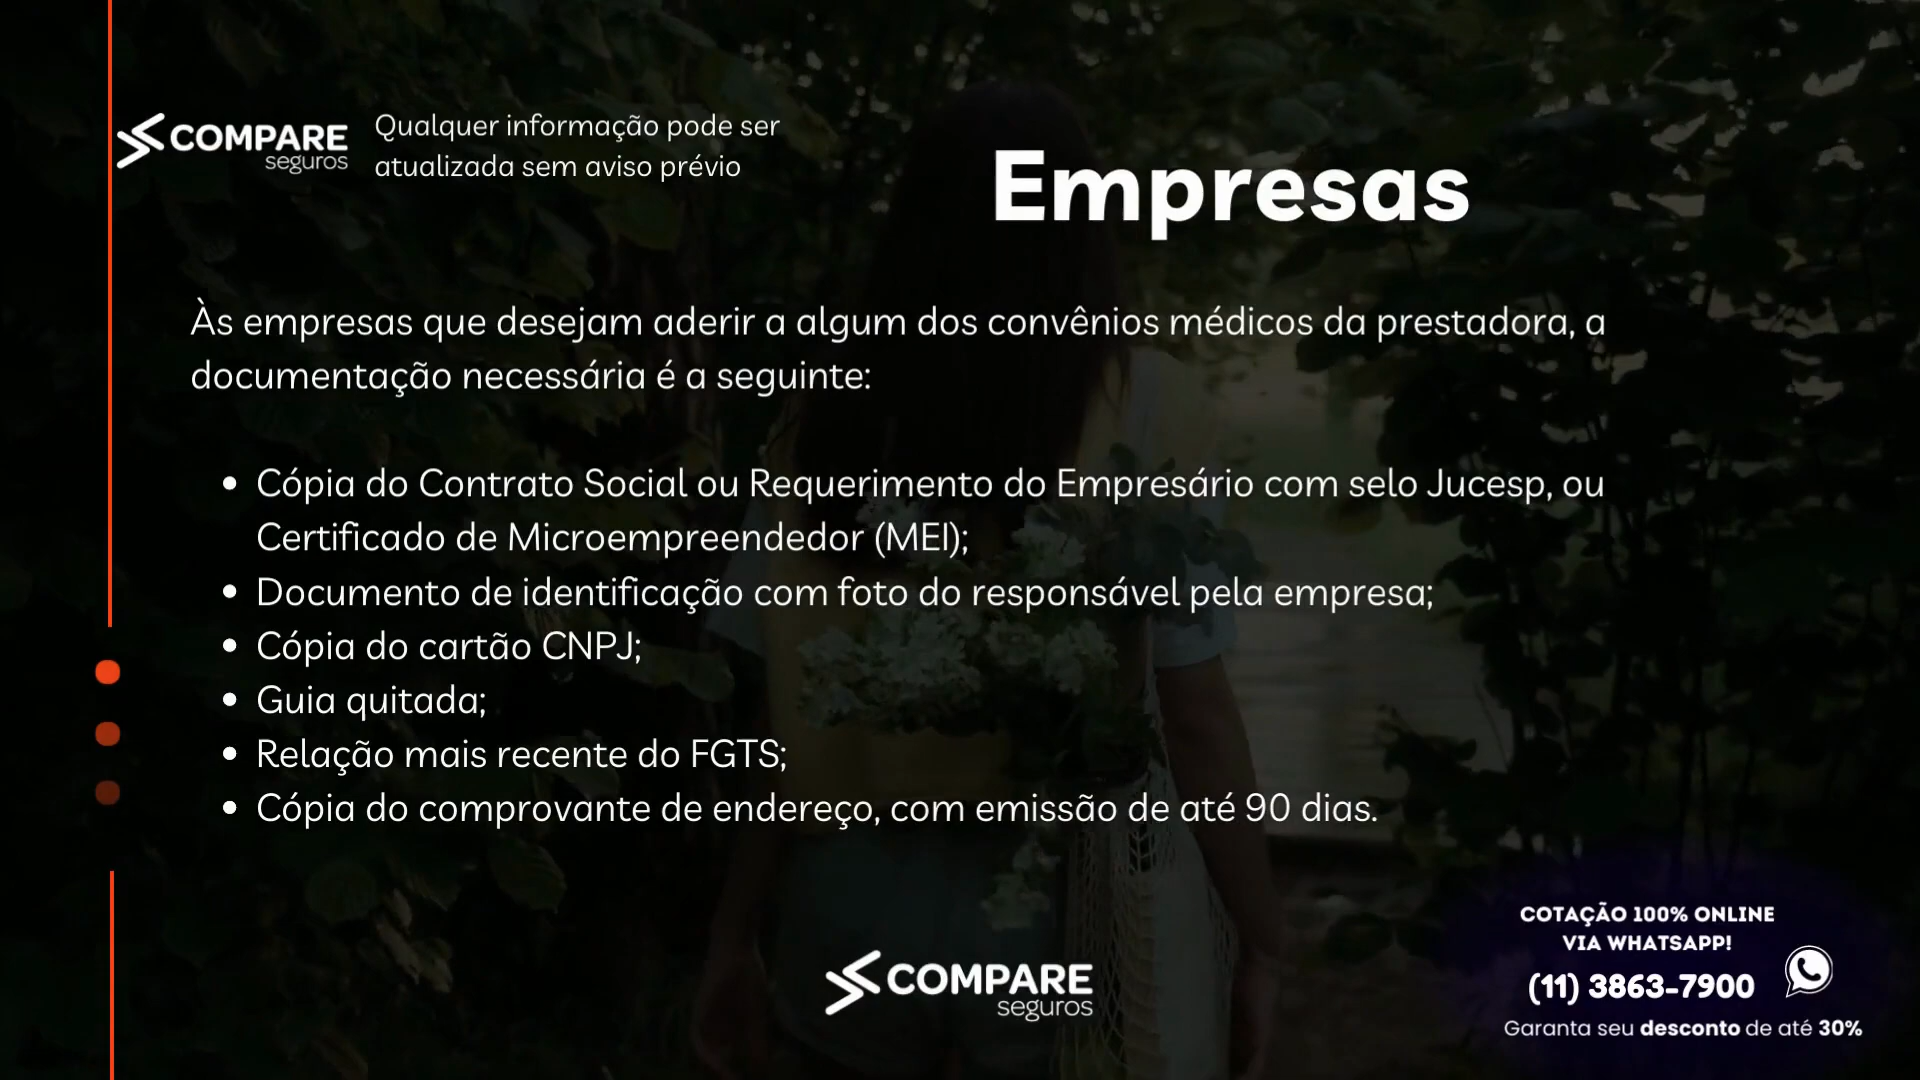 COMPARE
seguros
Qualquer informação pode ser
atualizada sem aviso prévio
Empresas
Às empresas que desejam aderir a algum dos convênios médicos da prestadora, a
documentação necessária é a seguinte:
• Cópia do Contrato Social ou Requerimento do Empresário com selo Jucesp, ou
Certificado de Microempreendedor (MEI);
• Documento de identificação com foto do responsável pela empresa;
• Cópia do cartão CNPJ;
• Guia quitada;
• Relação mais recente do FGTS;
• Cópia do comprovante de endereço, com emissão de até 90 dias.
COMPARE
seguros
COTAÇÃO 100% ONLINE
VIA WHATSAPP!
(11) 3863-7900
Garanta seu desconto de até 30%